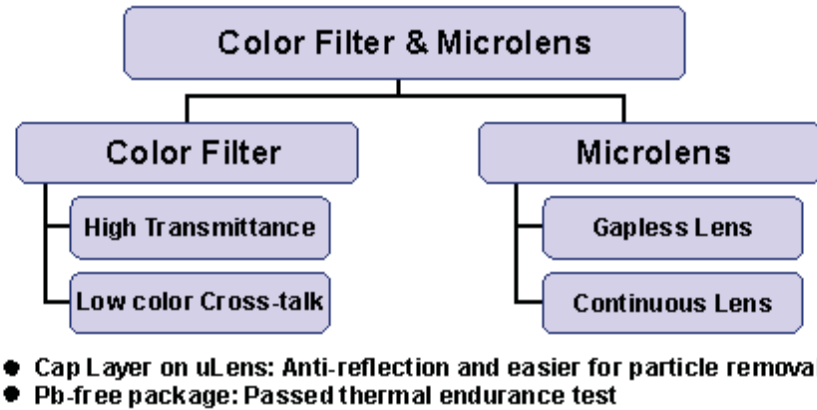 Color Filter & Microlens
Color Filter
Microlens
High Transmittance
Gapless Lens
Low color Cross-talk
Continuous Lens
● Cap Layer on uLens: Anti-reflection and easier for particle removal
● Pb-free package: Passed thermal endurance test